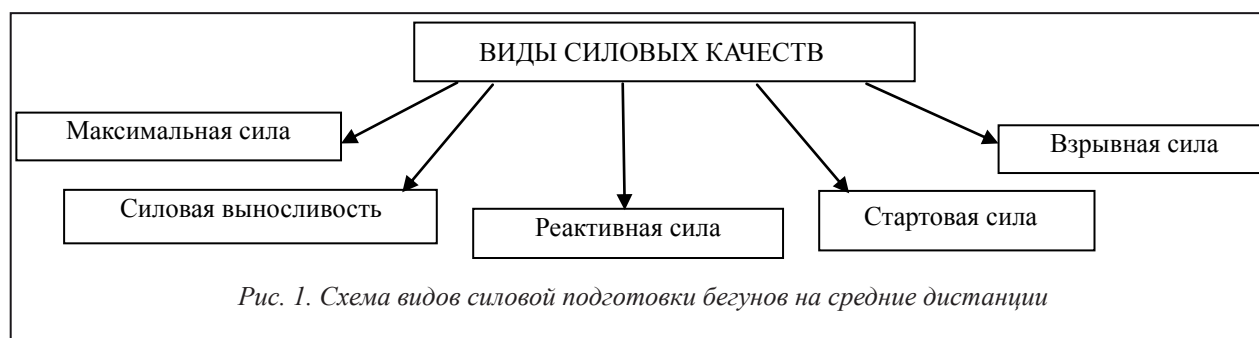 ВИДЫ СИЛОВЫХ КАЧЕСТВ
Максимальная сила
Взрывная сила
Силовая выносливость
Реактивная сила
Стартовая сила
Рис. 1. Схема видов силовой подготовки бегунов на средние дистанции